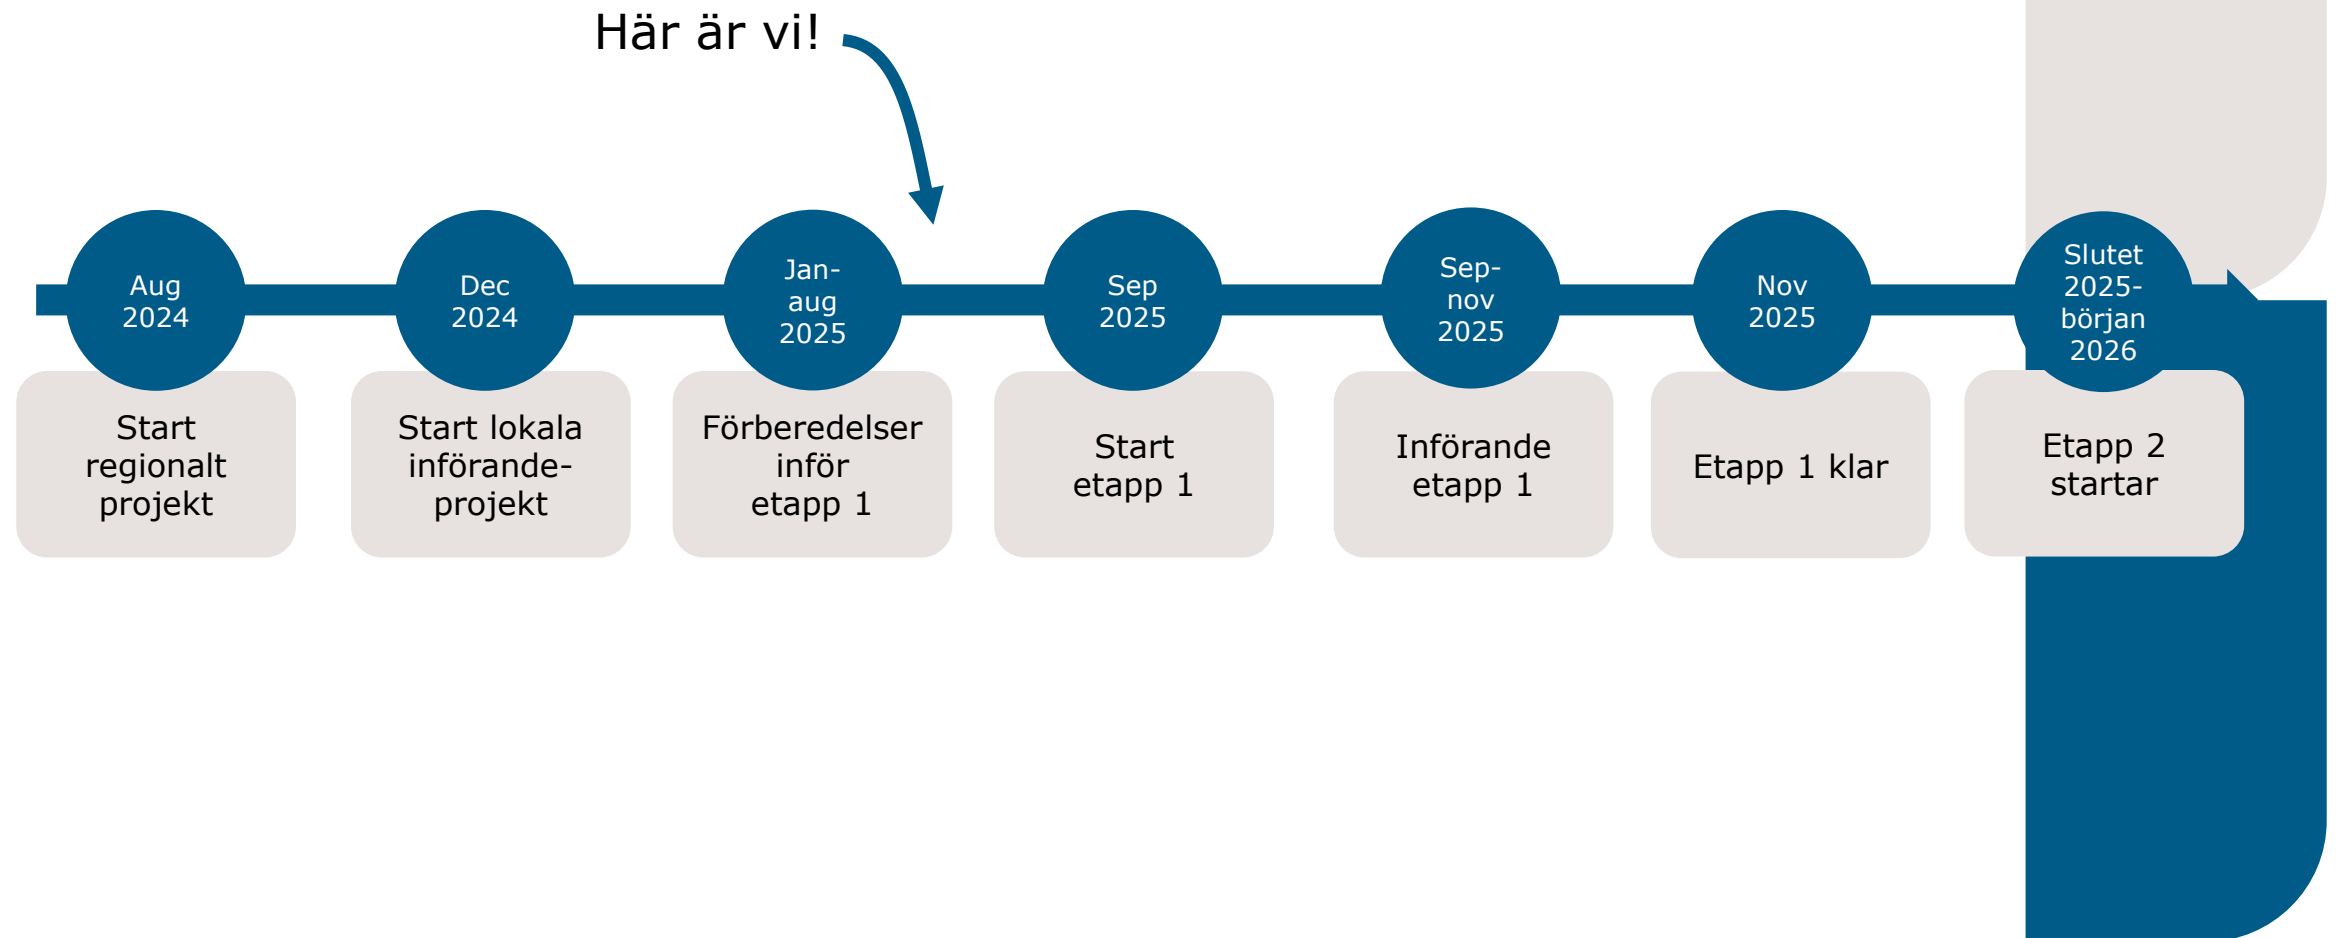 Här är vi!
Aug
2024
Dec
2024
Jan-
aug
2025
Sep
2025
Sep-
nov
2025
Nov
2025
Slutet
2025-
början
2026
Start
regionalt
projekt
Start lokala
införande-
projekt
Förberedelser
inför
etapp 1
Start
etapp 1
Införande
etapp 1
Etapp 1 klar
Etapp 2
startar